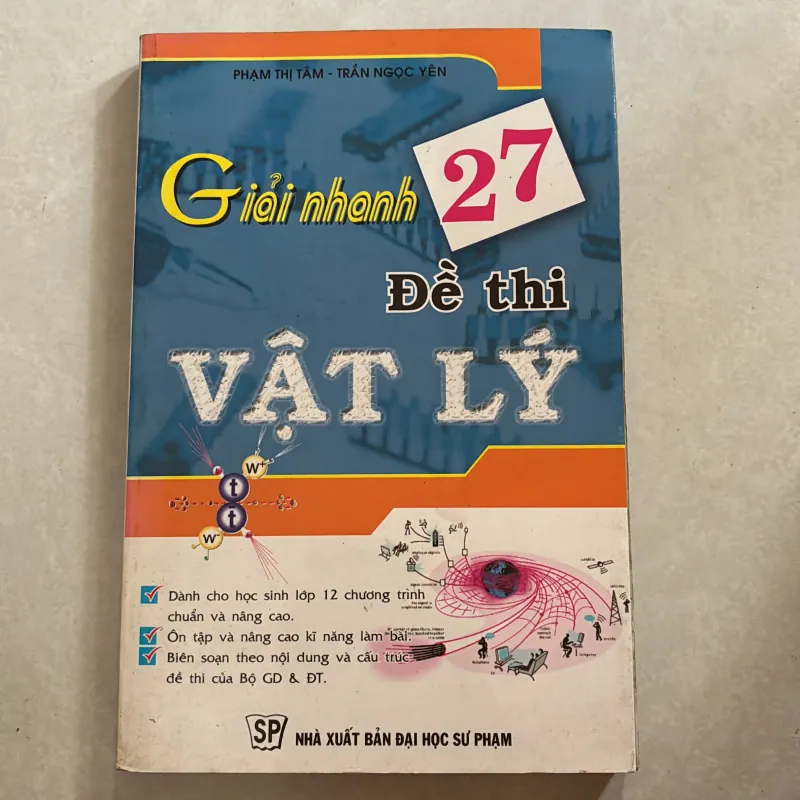 PHẠM THỊ TÂM - TRẦN NGỌC YÊN
Giải nhanh 27
Đề thi
VẬT LÝ
W+
t
t
W-
Dành cho học sinh lớp 12 chương trình
chuẩn và nâng cao.
Ôn tập và nâng cao kĩ năng làm bài.
Biên soạn theo nội dung và cấu trúc
đề thi của Bộ GD & ĐT.
SP NHÀ XUẤT BẢN ĐẠI HỌC SƯ PHẠM